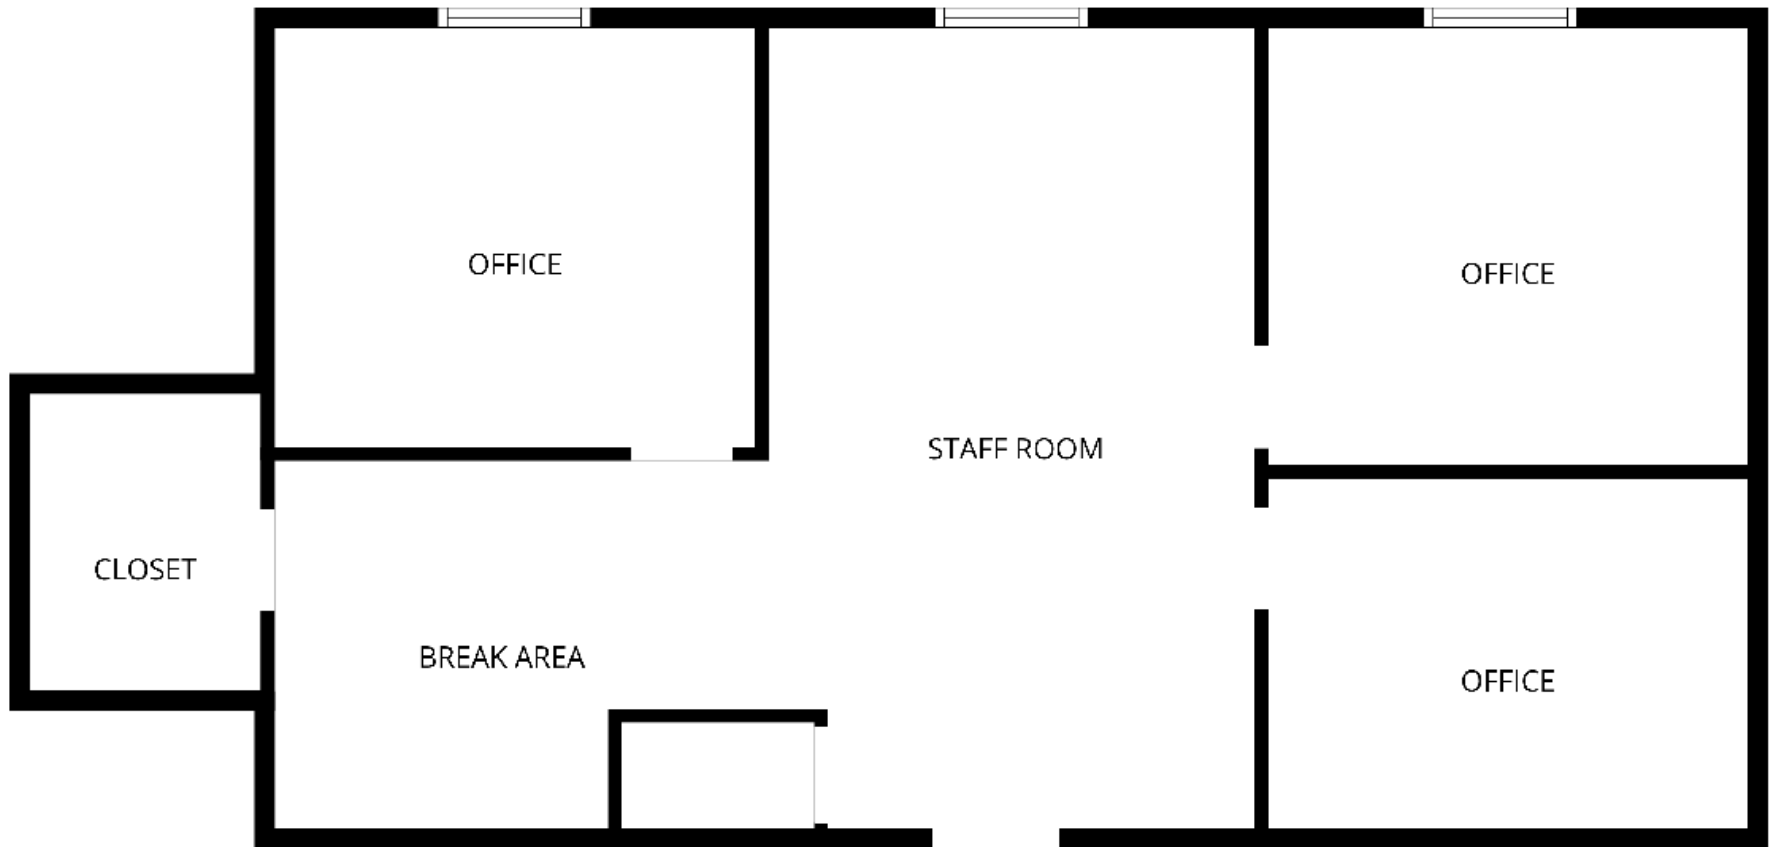 OFFICE
OFFICE
STAFF ROOM
CLOSET
BREAK AREA
OFFICE